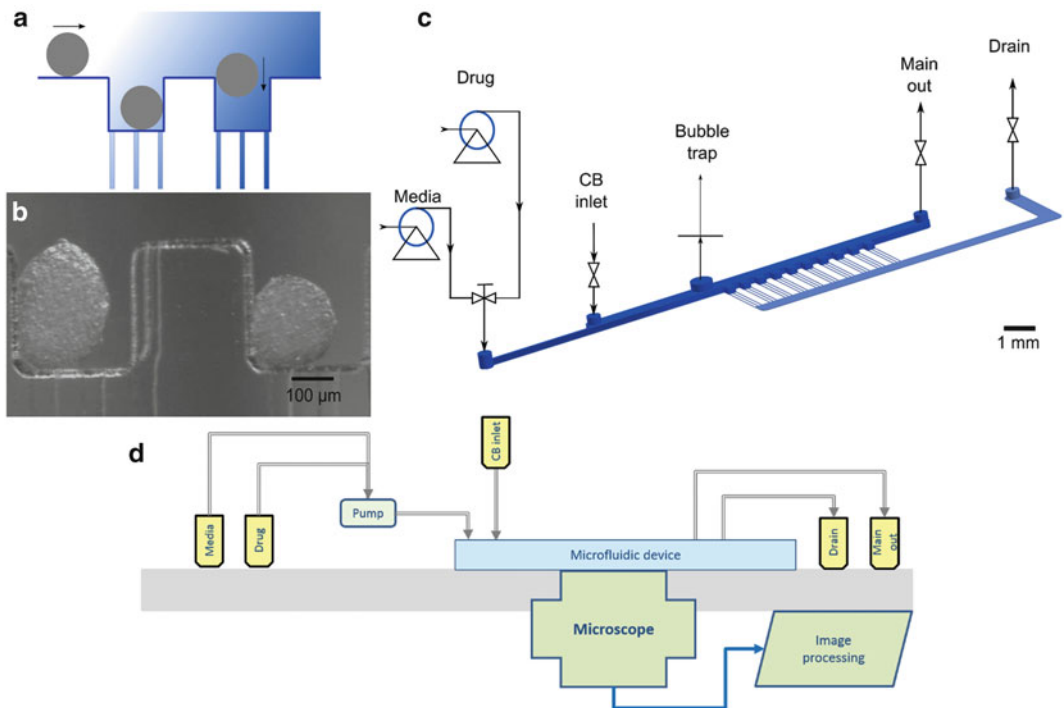 a
b
100 µm
c
Drug
Media
CB
inlet
Bubble
trap
Main
out
Drain
1 mm
d
Media
Drug
Pump
CB inlet
Microfluidic device
Drain
Main
out
Microscope
Image
processing